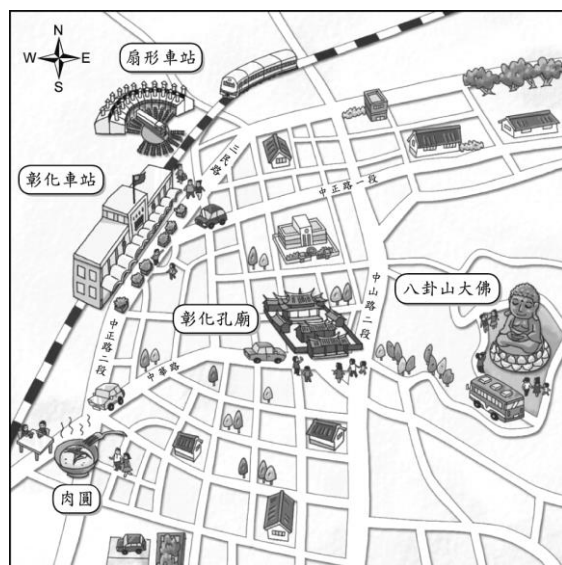 N
W E
S
扇形車站
三民路
彰化車站
中正路一段
中山路二段
八卦山大佛
彰化孔廟
中正路二段
中華路
肉圓